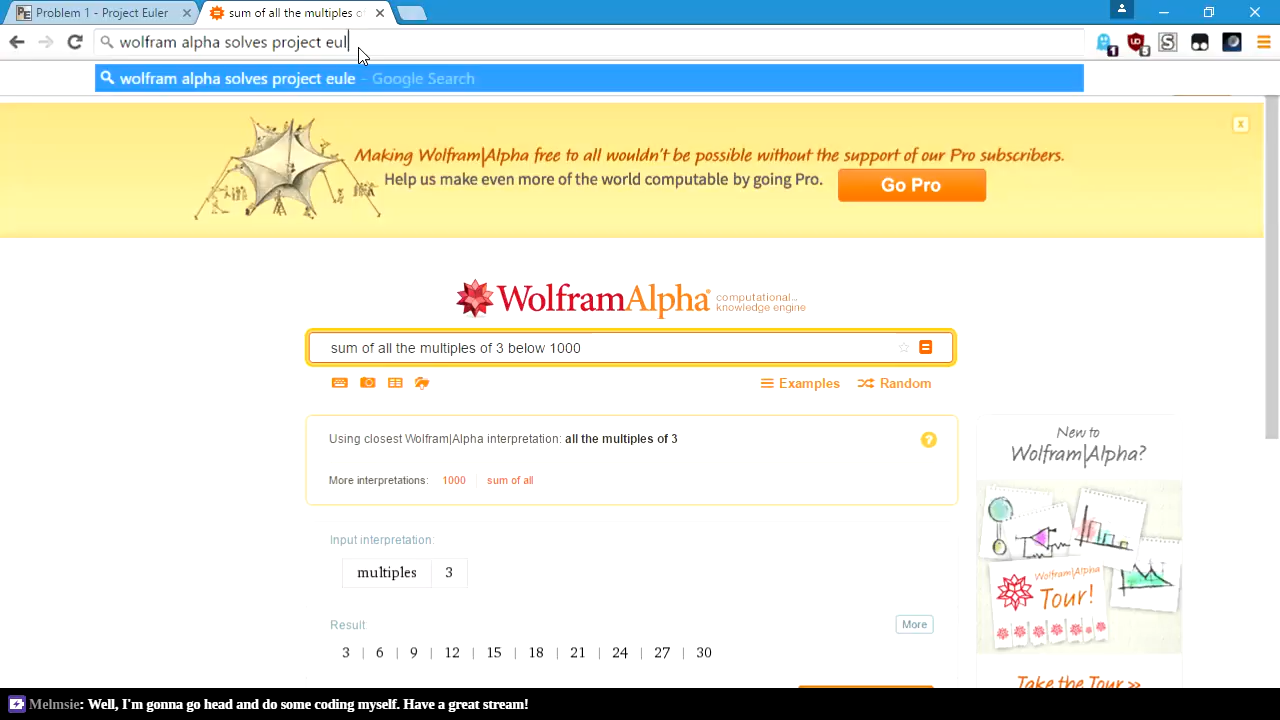 Problem 1 - Project Euler
sum of all the multiples o
wolfram alpha solves project eul
wolfram alpha solves project eule - Google Search
Making Wolfram|Alpha free to all wouldn't be possible without the support of our Pro subscribers.
Help us make even more of the world computable by going Pro.
Go Pro
x
WolframAlpha computational... knowledge engine
sum of all the multiples of 3 below 1000
Examples Random
Using closest Wolfram|Alpha interpretation: all the multiples of 3
?
More interpretations: 1000 | sum of all
New to
Wolfram|Alpha?
Wolfram|Alpha
Tour!
Take the Tour »
Input interpretation:
multiples 3
Result
More
3 | 6 | 9 | 12 | 15 | 18 | 21 | 24 | 27 | 30
Melmsie: Well, I'm gonna go head and do some coding myself. Have a great stream!